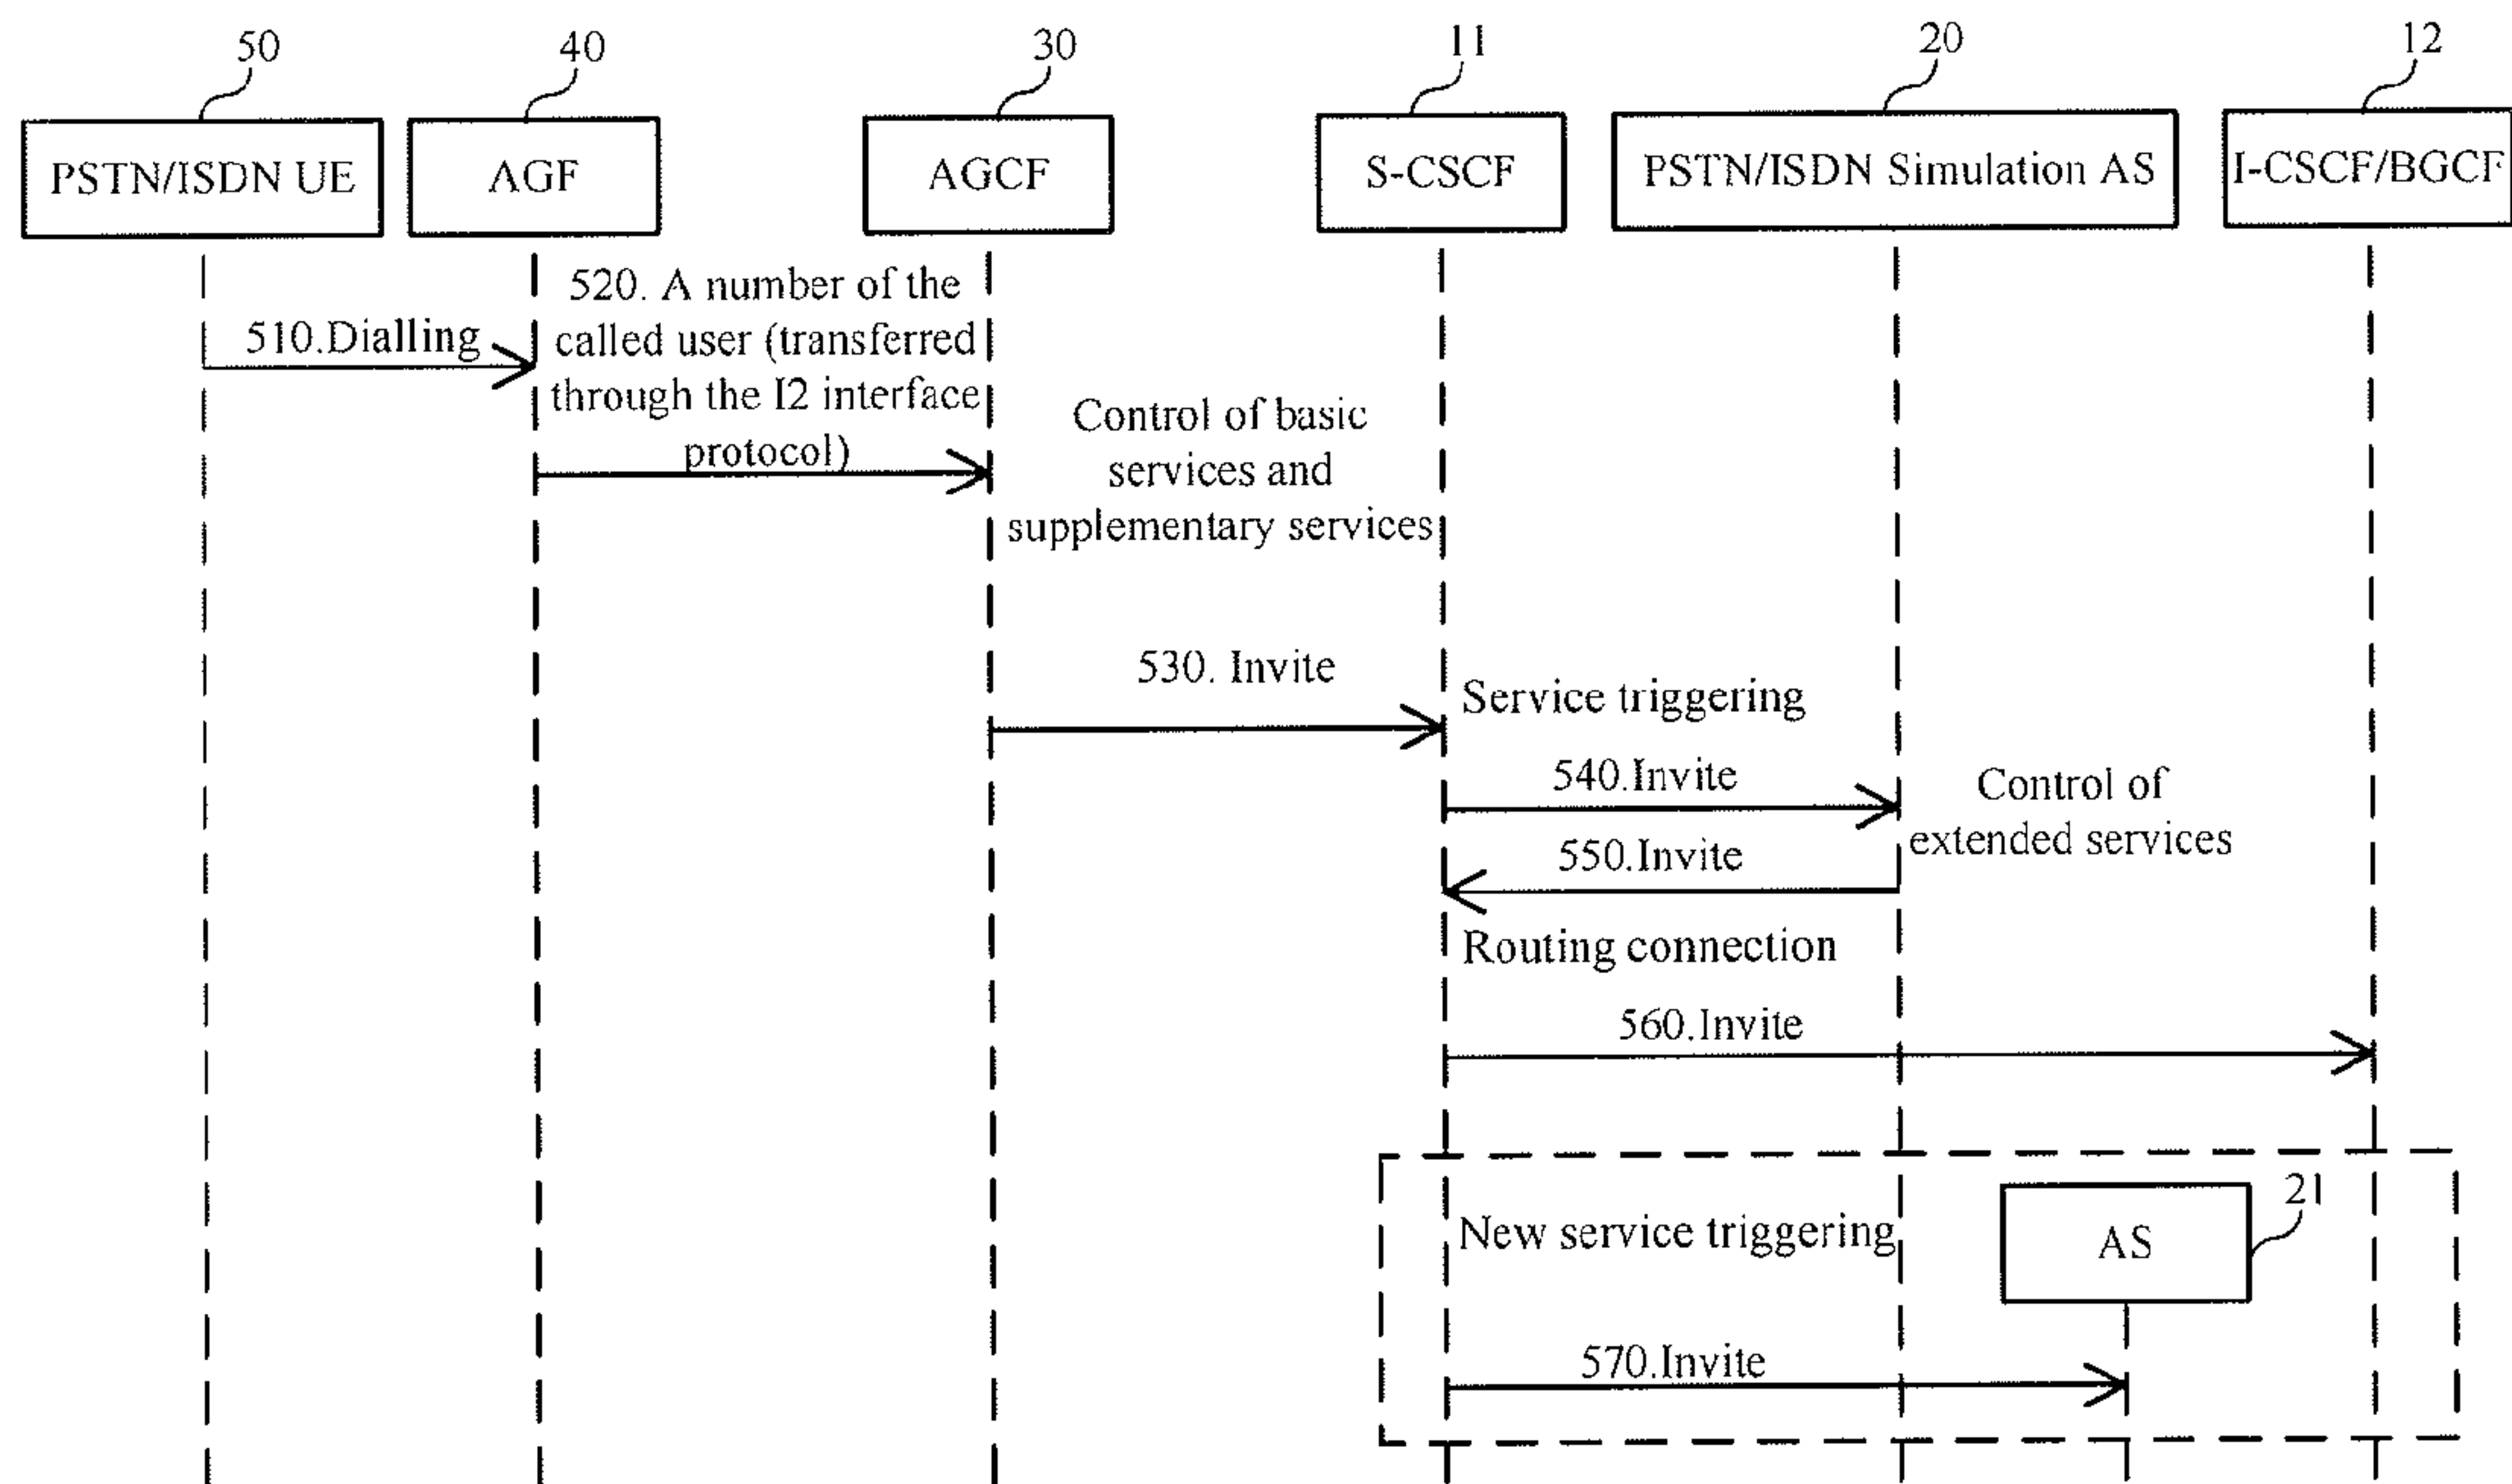 50
40
30
11
20
12
PSTN/ISDN UE
AGF
AGCF
S-CSCF
PSTN/ISDN Simulation AS
I-CSCF/BGCF
510.Dialling
520. A number of the
called user (transferred
through the I2 interface
protocol)
Control of basic
services and
supplementary services
530. Invite
Service triggering
540.Invite
Control of
extended services
550.Invite
Routing connection
560.Invite
21
New service triggering
AS
570.Invite